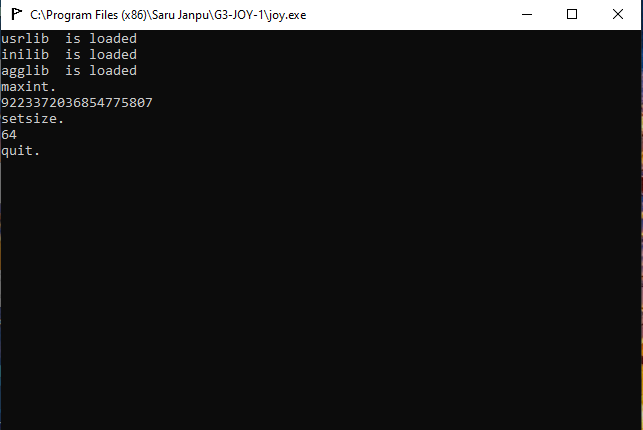 C:\Program Files (x86)\Saru Janpu\G3-JOY-1\joy.exe
usrlib  is loaded
inilib  is loaded
agglib  is loaded
maxint.
9223372036854775807
setsize.
64
quit.